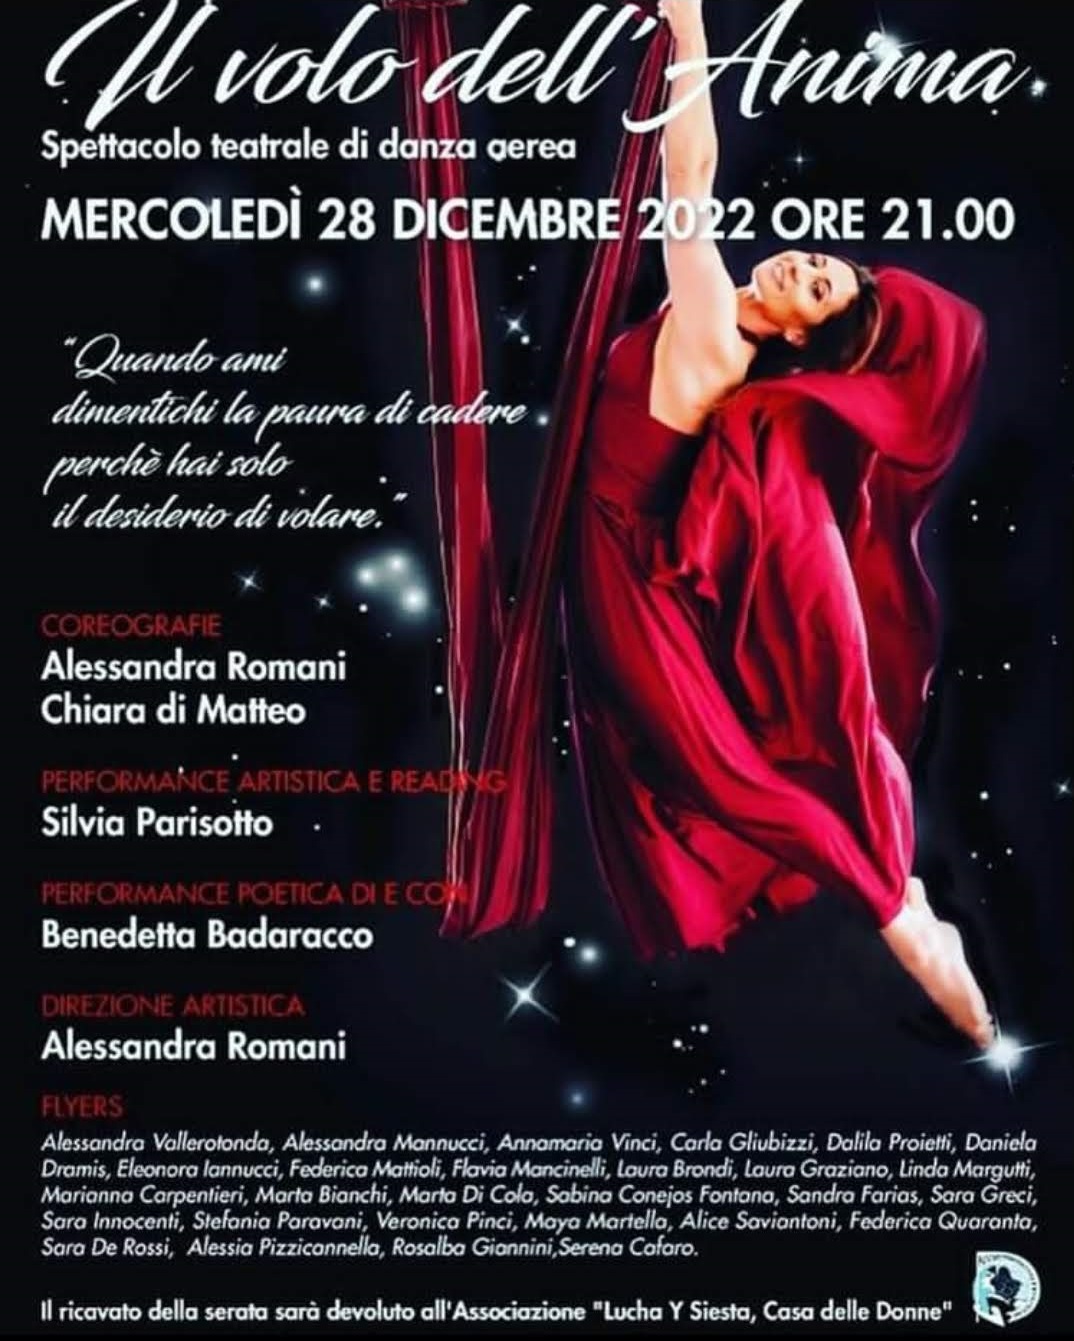 Il volo dell'Anima
Spettacolo teatrale di danza aerea
MERCOLEDÌ 28 DICEMBRE 2022 ORE 21.00
"Quando ami
dimentichi la paura di cadere
perchè hai solo
il desiderio di volare."
COREOGRAFIE
Alessandra Romani
Chiara di Matteo
PERFORMANCE ARTISTICA E READING
Silvia Parisotto
PERFORMANCE POETICA DI E CON
Benedetta Badaracco
DIREZIONE ARTISTICA
Alessandra Romani
FLYERS
Alessandra Vallerotonda, Alessandra Mannucci, Annamaria Vinci, Carla Gliubizzi, Dalila Proietti, Daniela
Dramis, Eleonora Iannucci, Federica Mattioli, Flavia Mancinelli, Laura Brondi, Laura Graziano, Linda Margutti,
Marianna Carpentieri, Marta Bianchi, Marta Di Cola, Sabina Conejos Fontana, Sandra Farias, Sara Greci,
Sara Innocenti, Stefania Paravani, Veronica Pinci, Maya Martella, Alice Saviantoni, Federica Quaranta,
Sara De Rossi, Alessia Pizzicannella, Rosalba Giannini,Serena Cafaro.
Il ricavato della serata sarà devoluto all'Associazione "Lucha Y Siesta, Casa delle Donne"